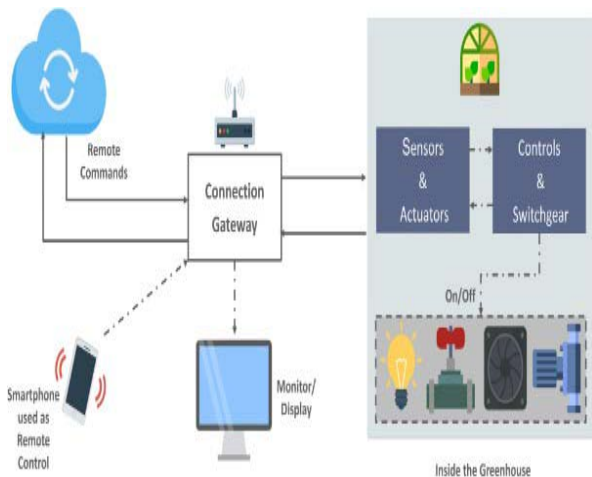 Remote
Commands
Connection
Gateway
Sensors
&
Actuators
Controls
&
Switchgear
On/Off
Smartphone
used as
Remote
Control
Monitor/
Display
Inside the Greenhouse